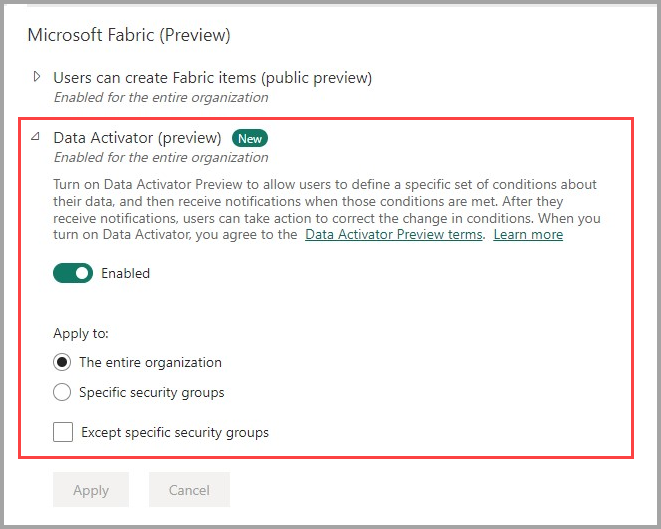 Microsoft Fabric (Preview)
Users can create Fabric items (public preview)
Enabled for the entire organization
Data Activator (preview) New
Enabled for the entire organization
Turn on Data Activator Preview to allow users to define a specific set of conditions about
their data, and then receive notifications when those conditions are met. After they
receive notifications, users can take action to correct the change in conditions. When you
turn on Data Activator, you agree to the Data Activator Preview terms. Learn more
Enabled
Apply to:
The entire organization
Specific security groups
Except specific security groups
Apply Cancel